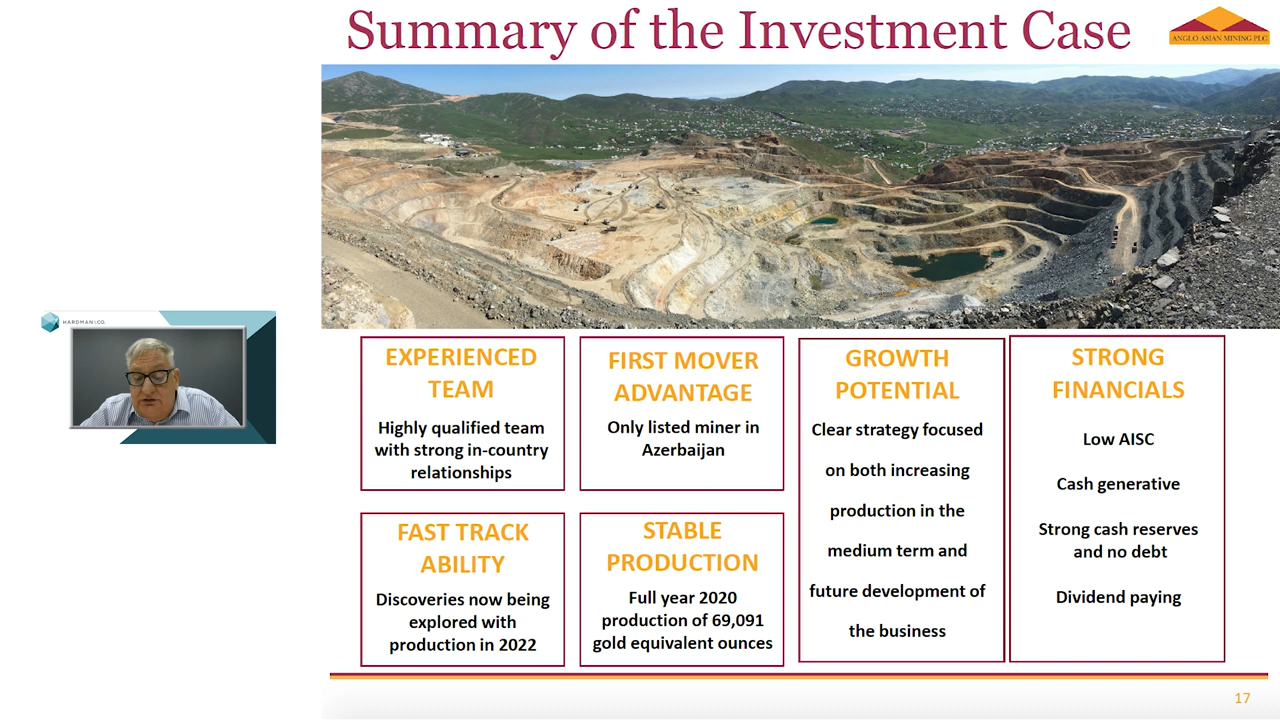 Summary of the Investment Case
ANGLO ASIAN MINING PLC
HARDMAN&CO.
EXPERIENCED
TEAM
Highly qualified team
with strong in-country
relationships
FIRST MOVER
ADVANTAGE
Only listed miner in
Azerbaijan
GROWTH
POTENTIAL
Clear strategy focused
on both increasing
production in the
medium term and
future development of
the business
STRONG
FINANCIALS
Low AISC
Cash generative
Strong cash reserves
and no debt
Dividend paying
FAST TRACK
ABILITY
Discoveries now being
explored with
production in 2022
STABLE
PRODUCTION
Full year 2020
production of 69,091
gold equivalent ounces
17